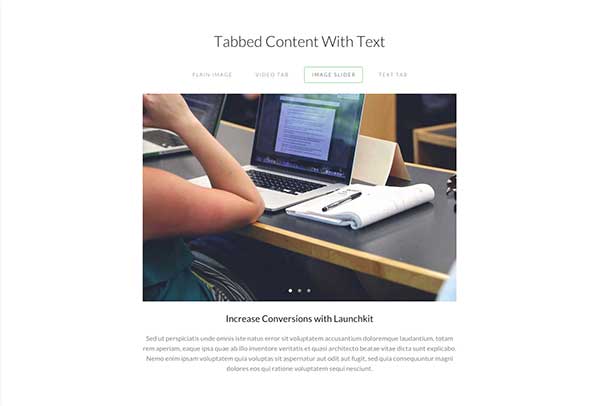 Tabbed Content With Text
PLAIN IMAGE VIDEO TAB IMAGE SLIDER TEXT TAB
Increase Conversions with Launchkit
Sed ut perspiciatis unde omnis iste natus error sit voluptatem accusantium doloremque laudantium, totam
rem aperiam, eaque ipsa quae ab illo inventore veritatis et quasi architecto beatae vitae dicta sunt explicabo.
Nemo enim ipsam voluptatem quia voluptas sit aspernatur aut odit aut fugit, sed quia consequuntur magni
dolores eos qui ratione voluptatem sequi nesciunt.